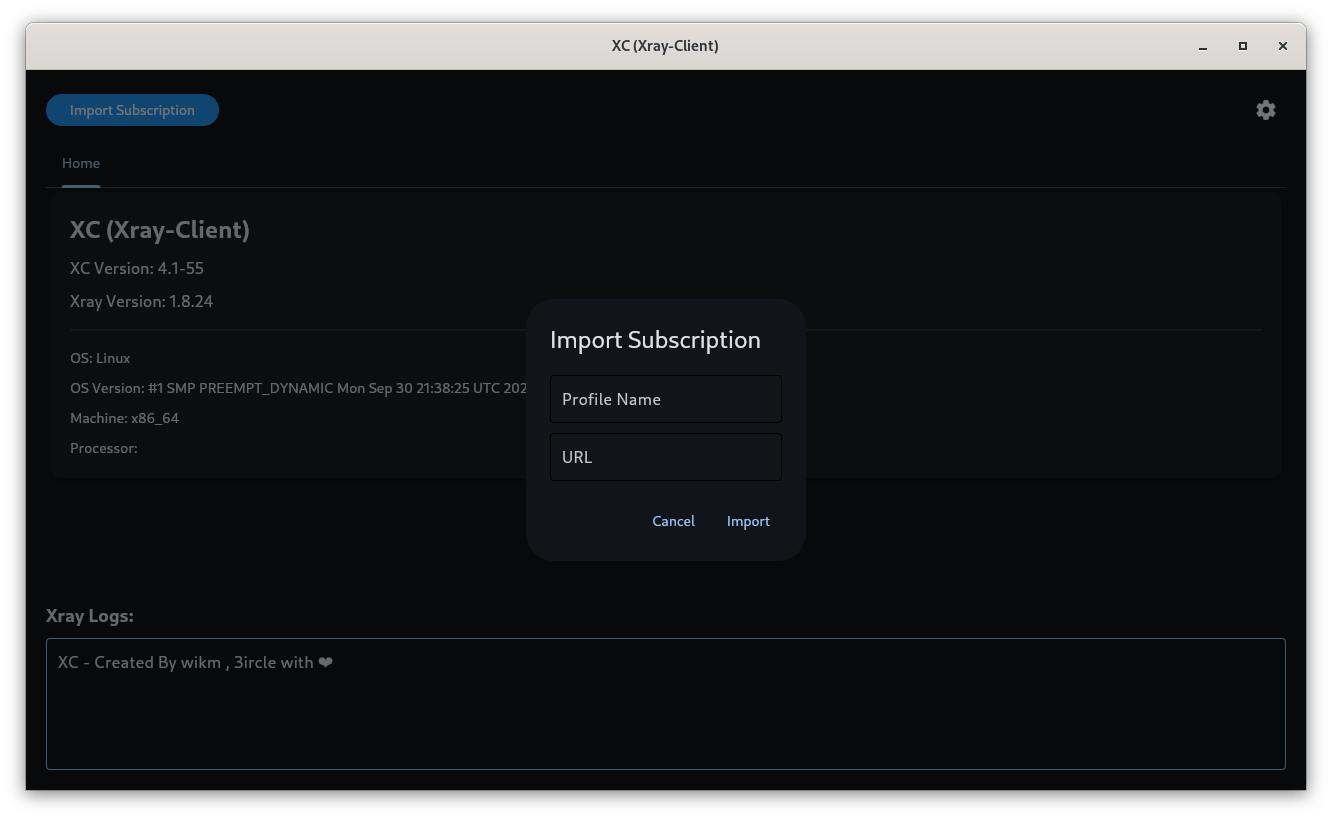 XC (Xray-Client)
Import Subscription
Home
XC (Xray-Client)
XC Version: 4.1-55
Xray Version: 1.8.24
OS: Linux
OS Version: #1 SMP PREEMPT_DYNAMIC Mon Sep 30 21:38:25 UTC 202
Machine: x86_64
Processor:
Import Subscription
Profile Name
URL
Cancel Import
Xray Logs:
XC - Created By wikm , 3ircle with ❤